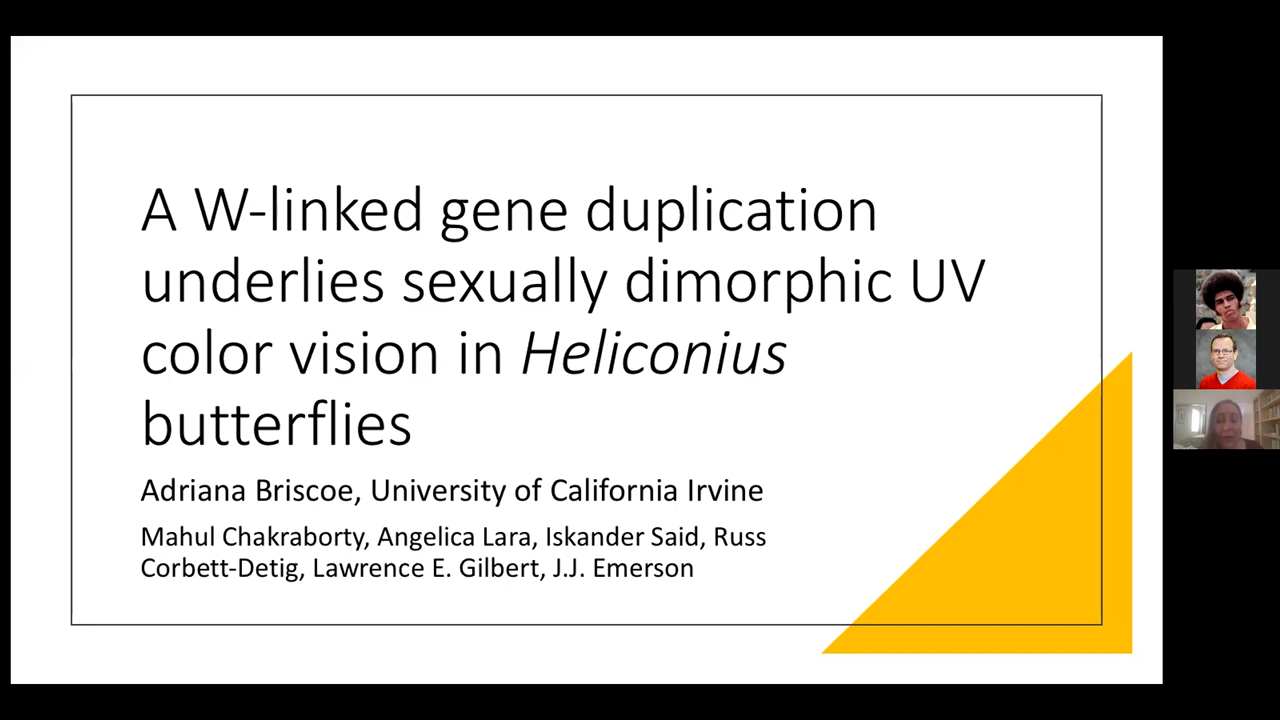 A W-linked gene duplication
underlies sexually dimorphic UV
color vision in Heliconius
butterflies
Adriana Briscoe, University of California Irvine
Mahul Chakraborty, Angelica Lara, Iskander Said, Russ
Corbett-Detig, Lawrence E. Gilbert, J.J. Emerson